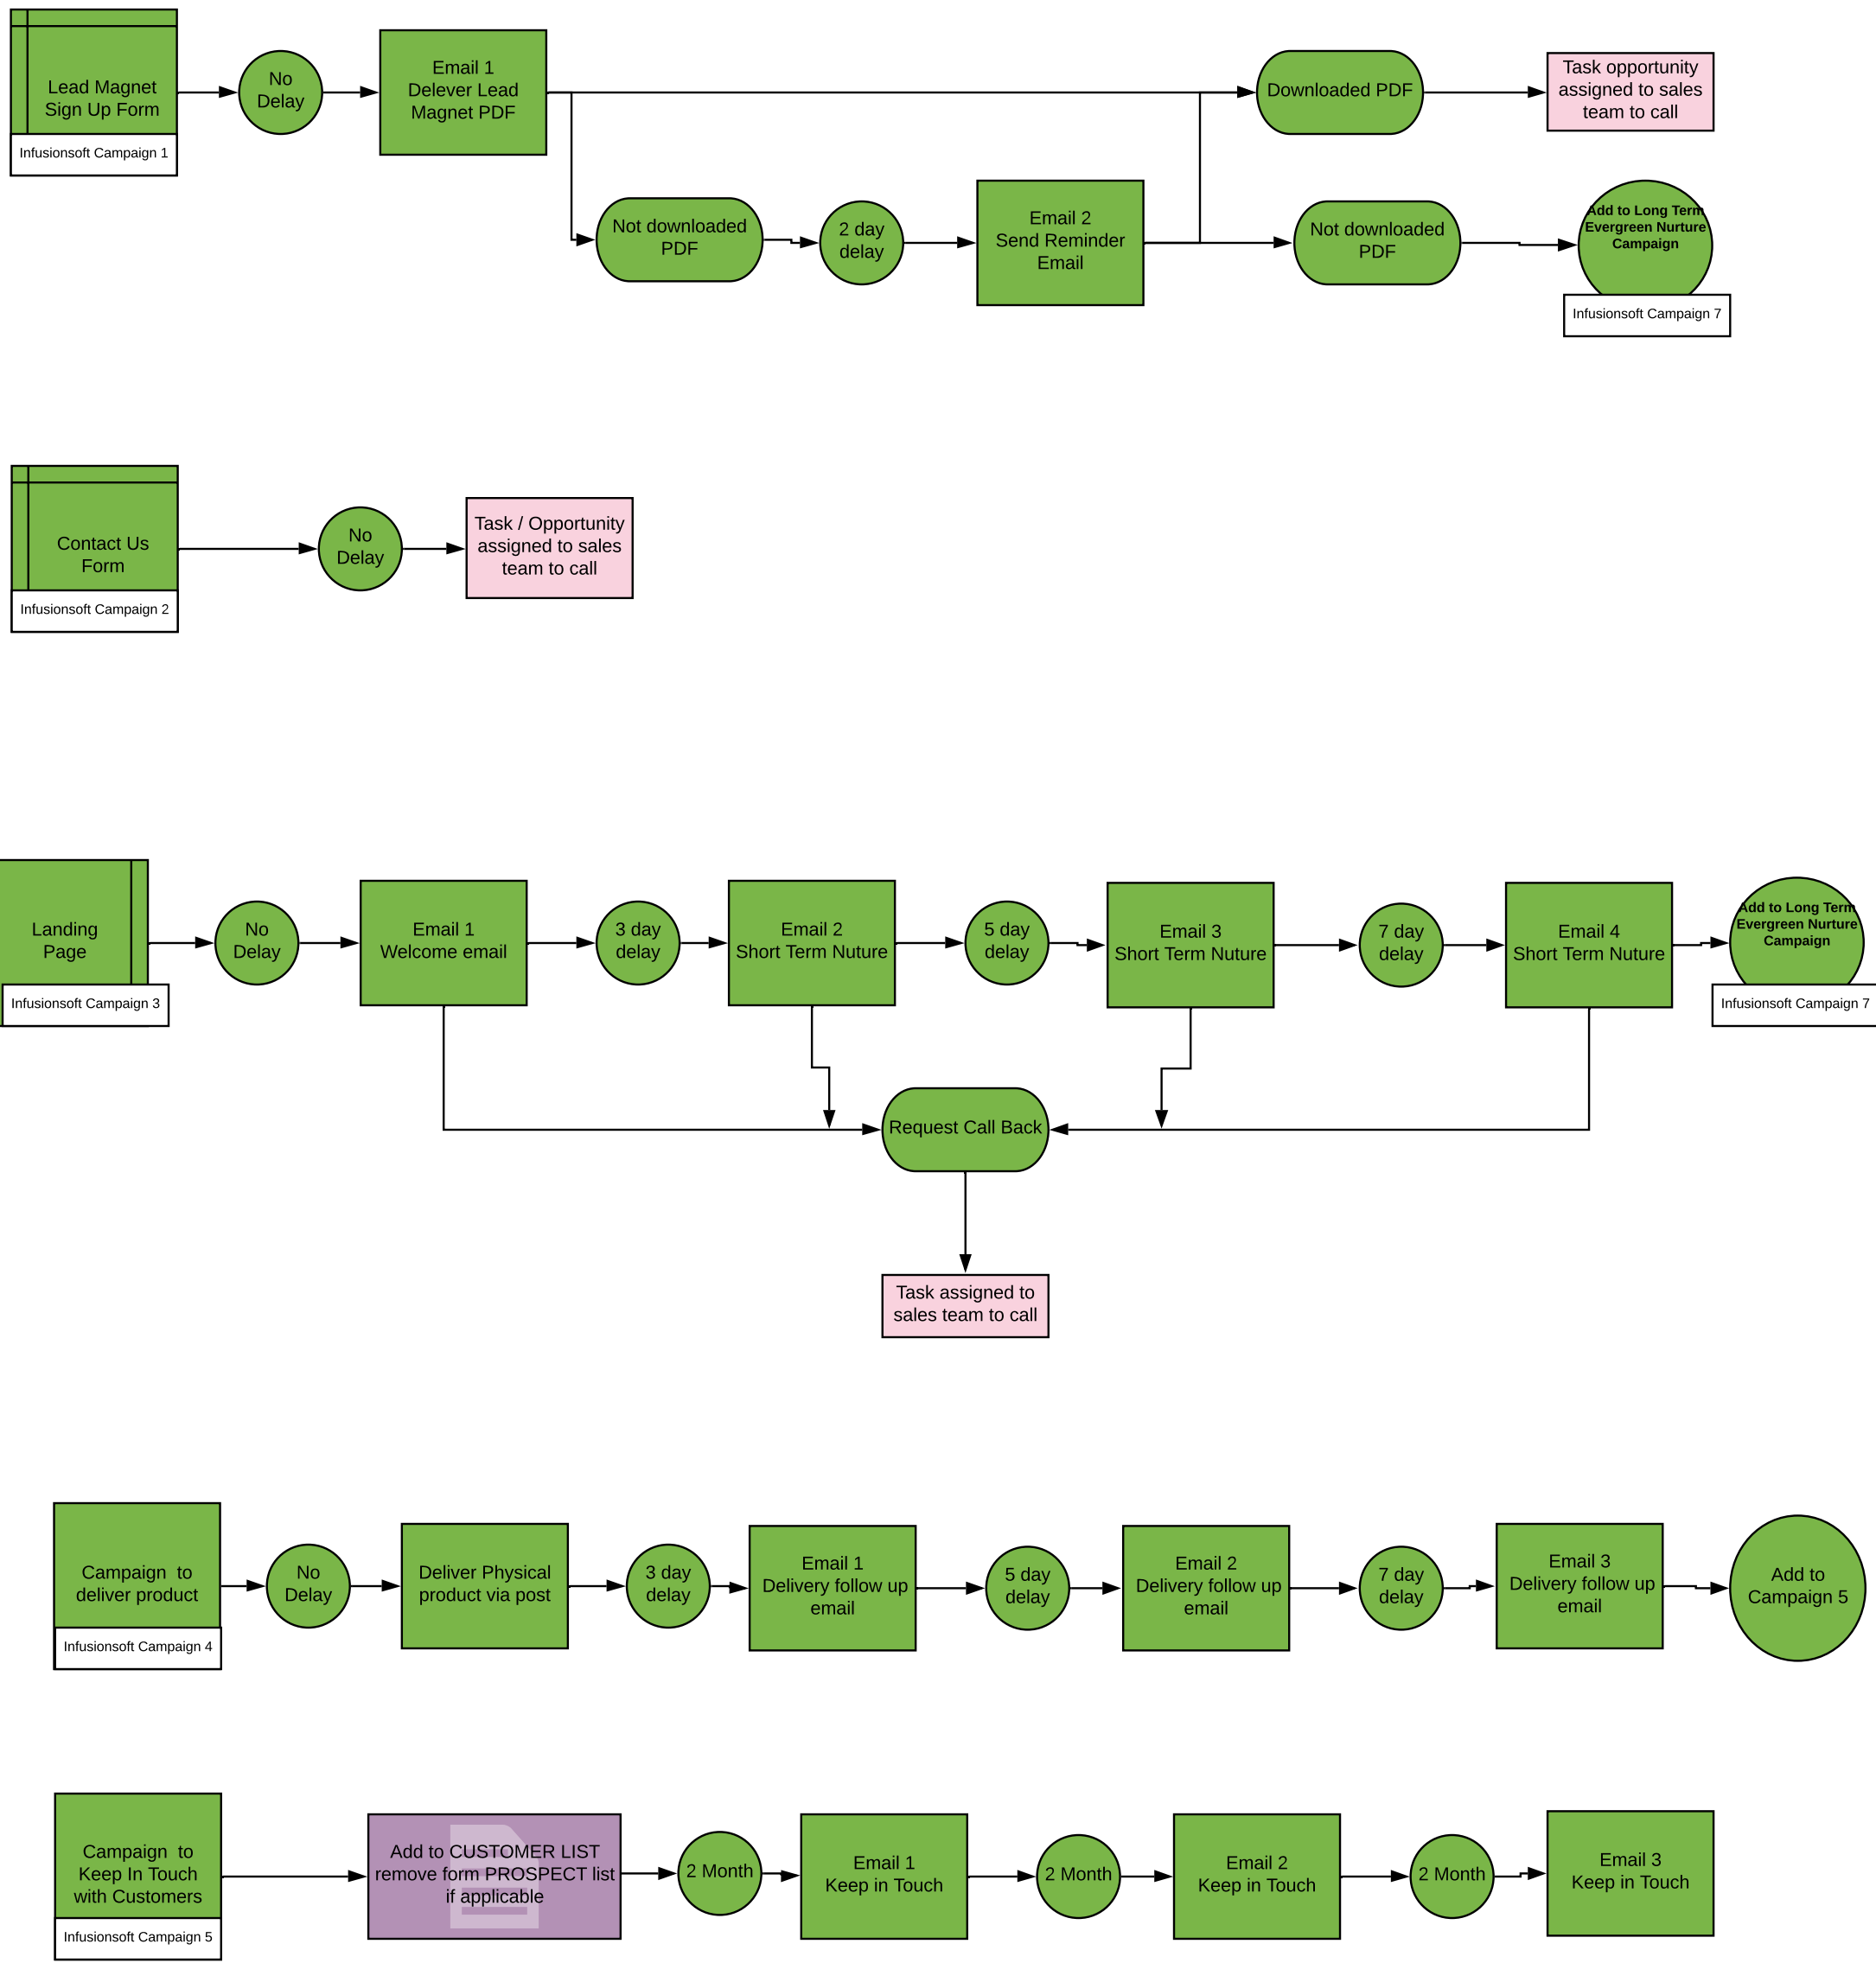 Lead Magnet
Sign Up Form
Infusionsoft Campaign 1
No
Delay
Email 1
Delever Lead
Magnet PDF
Downloaded PDF
Task opportunity
assigned to sales
team to call
Not downloaded
PDF
2 day
delay
Email 2
Send Reminder
Email
Not downloaded
PDF
Add to Long Term
Evergreen Nurture
Campaign
Infusionsoft Campaign 7
Contact Us
Form
Infusionsoft Campaign 2
No
Delay
Task / Opportunity
assigned to sales
team to call
Landing
Page
Infusionsoft Campaign 3
No
Delay
Email 1
Welcome email
3 day
delay
Email 2
Short Term Nuture
5 day
delay
Email 3
Short Term Nuture
7 day
delay
Email 4
Short Term Nuture
Add to Long Term
Evergreen Nurture
Campaign
Infusionsoft Campaign 7
Request Call Back
Task assigned to
sales team to call
Campaign  to
deliver product
Infusionsoft Campaign 4
No
Delay
Deliver Physical
product via post
3 day
delay
Email 1
Delivery follow up
email
5 day
delay
Email 2
Delivery follow up
email
7 day
delay
Email 3
Delivery follow up
email
Add to
Campaign 5
Campaign  to
Keep In Touch
with Customers
Infusionsoft Campaign 5
Add to CUSTOMER LIST
remove form PROSPECT list
if applicable
2 Month
Email 1
Keep in Touch
2 Month
Email 2
Keep in Touch
2 Month
Email 3
Keep in Touch